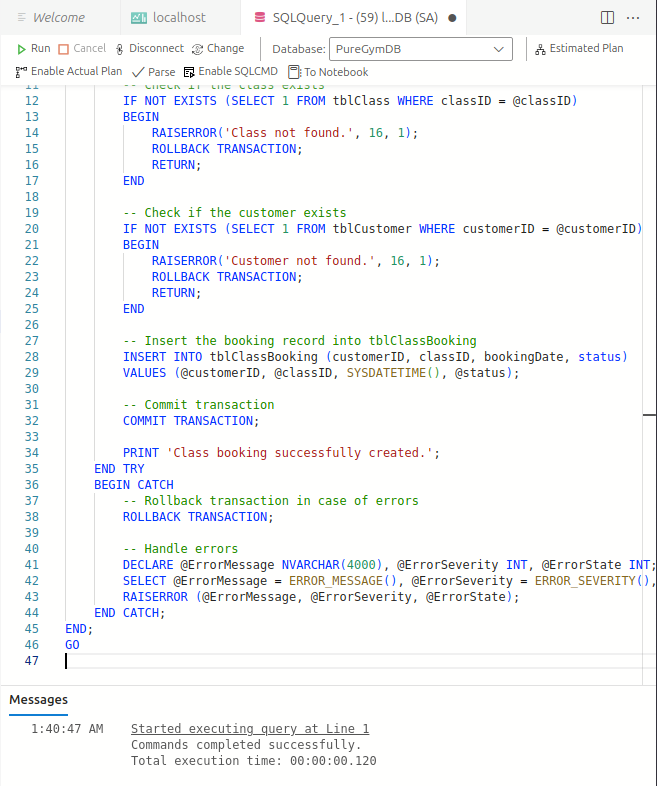 Welcome
localhost
SQLQuery_1 - (59) l...DB (SA)
Run
Cancel
Disconnect
Change
Database:
PureGymDB
Estimated Plan
Enable Actual Plan
Parse
Enable SQLCMD
To Notebook
11 -- Check if the class exists
12 IF NOT EXISTS (SELECT 1 FROM tblClass WHERE classID = @classID)
13 BEGIN
14 RAISERROR('Class not found.', 16, 1);
15 ROLLBACK TRANSACTION;
16 RETURN;
17 END
18
19 -- Check if the customer exists
20 IF NOT EXISTS (SELECT 1 FROM tblCustomer WHERE customerID = @customerID)
21 BEGIN
22 RAISERROR('Customer not found.', 16, 1);
23 ROLLBACK TRANSACTION;
24 RETURN;
25 END
26
27 -- Insert the booking record into tblClassBooking
28 INSERT INTO tblClassBooking (customerID, classID, bookingDate, status)
29 VALUES (@customerID, @classID, SYSDATETIME(), @status);
30
31 -- Commit transaction
32 COMMIT TRANSACTION;
33
34 PRINT 'Class booking successfully created.';
35 END TRY
36 BEGIN CATCH
37 -- Rollback transaction in case of errors
38 ROLLBACK TRANSACTION;
39
40 -- Handle errors
41 DECLARE @ErrorMessage NVARCHAR(4000), @ErrorSeverity INT, @ErrorState INT;
42 SELECT @ErrorMessage = ERROR_MESSAGE(), @ErrorSeverity = ERROR_SEVERITY(),
43 RAISERROR (@ErrorMessage, @ErrorSeverity, @ErrorState);
44 END CATCH;
45 END;
46 GO
47
Messages
1:40:47 AM Started executing query at Line 1
Commands completed successfully.
Total execution time: 00:00:00.120